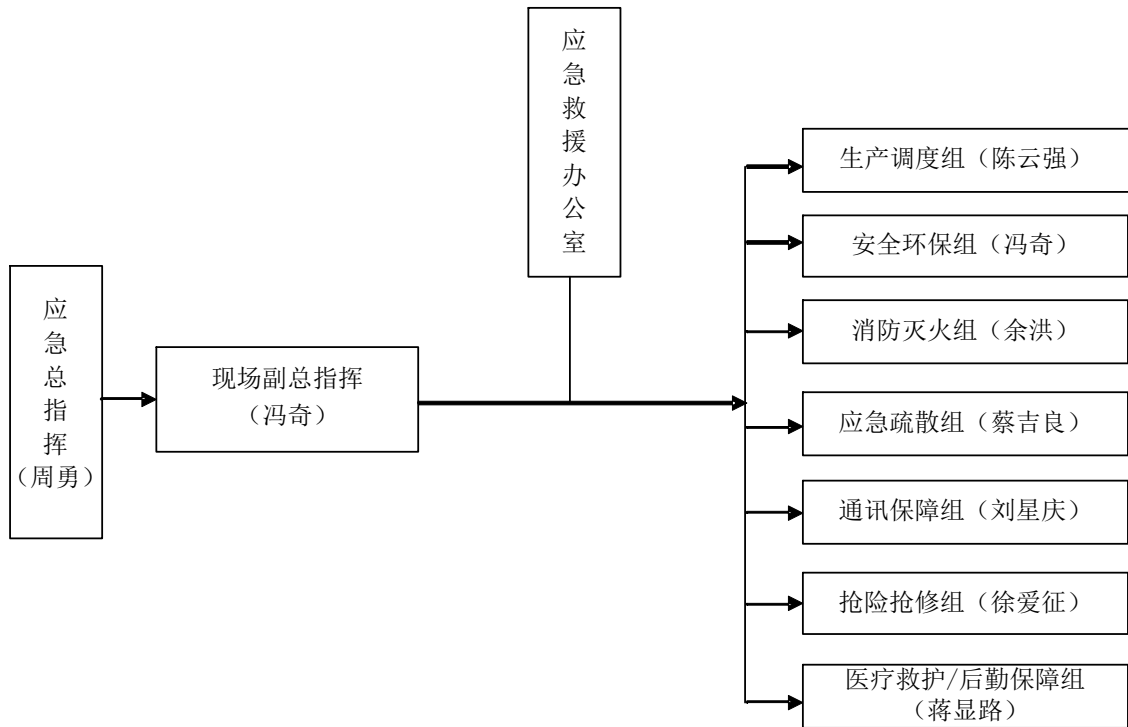 应急总指挥
（周勇）
现场副总指挥
（冯奇）
应急救援办公室
生产调度组（陈云强）
安全环保组（冯奇）
消防灭火组（余洪）
应急疏散组（蔡吉良）
通讯保障组（刘星庆）
抢险抢修组（徐爱征）
医疗救护/后勤保障组
（蒋显路）